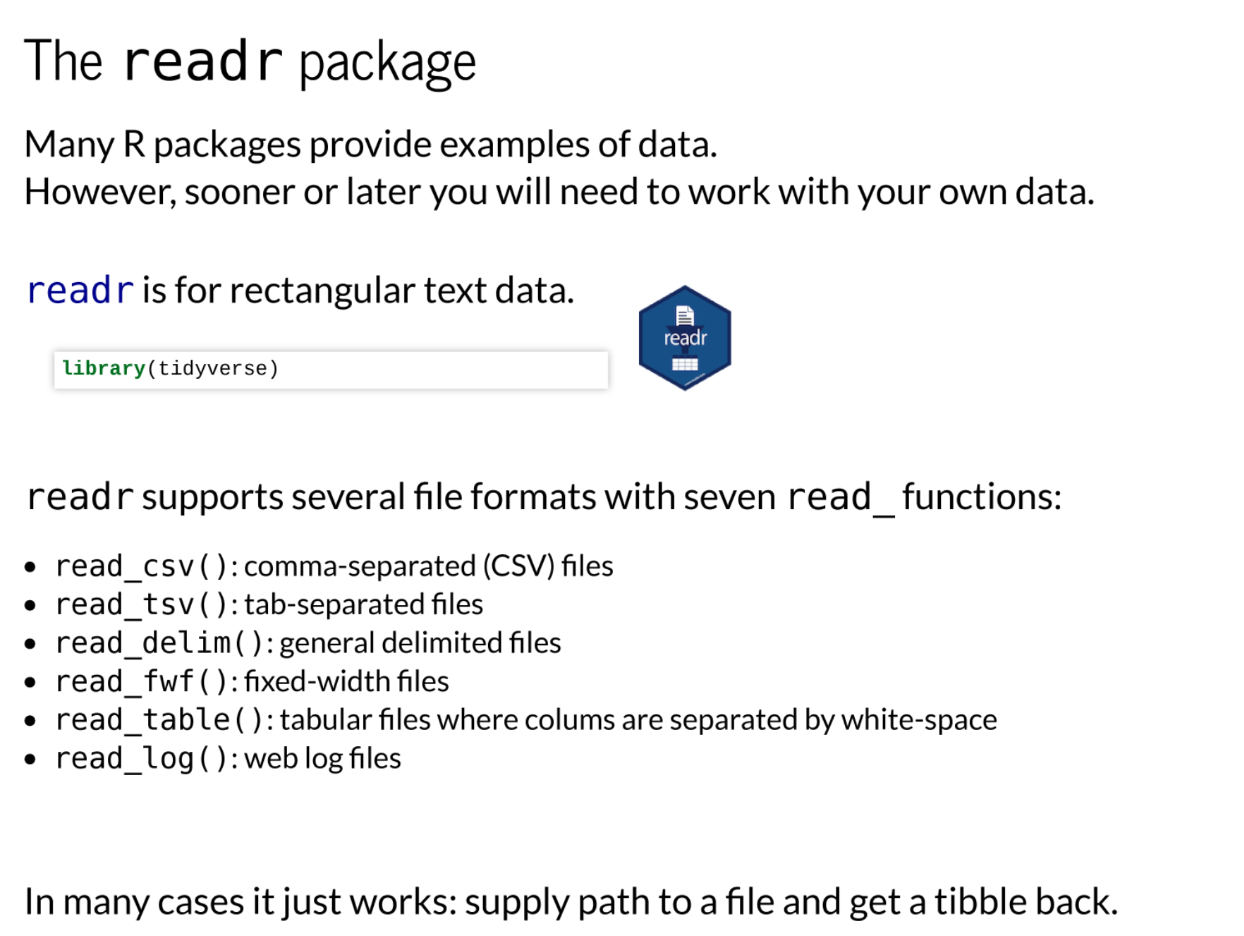 The readr package
Many R packages provide examples of data.
However, sooner or later you will need to work with your own data.
readr is for rectangular text data.
readr
library(tidyverse)
readr supports several file formats with seven read_ functions:
• read_csv(): comma-separated (CSV) files
• read_tsv(): tab-separated files
• read_delim(): general delimited files
• read_fwf(): fixed-width files
• read_table(): tabular files where colums are separated by white-space
• read_log(): web log files
In many cases it just works: supply path to a file and get a tibble back.